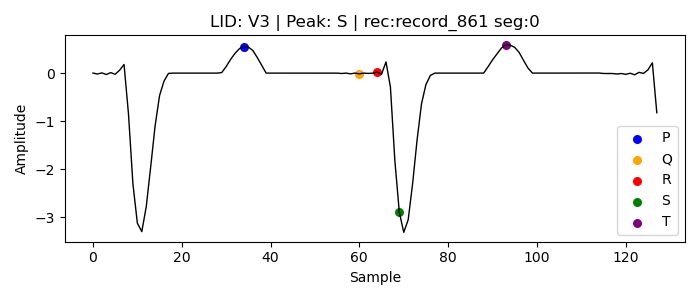 LID: V3 | Peak: S | rec:record_861 seg:0
Amplitude
0
−1
−2
−3
P
Q
R
S
T
0 20 40 60 80 100 120
Sample